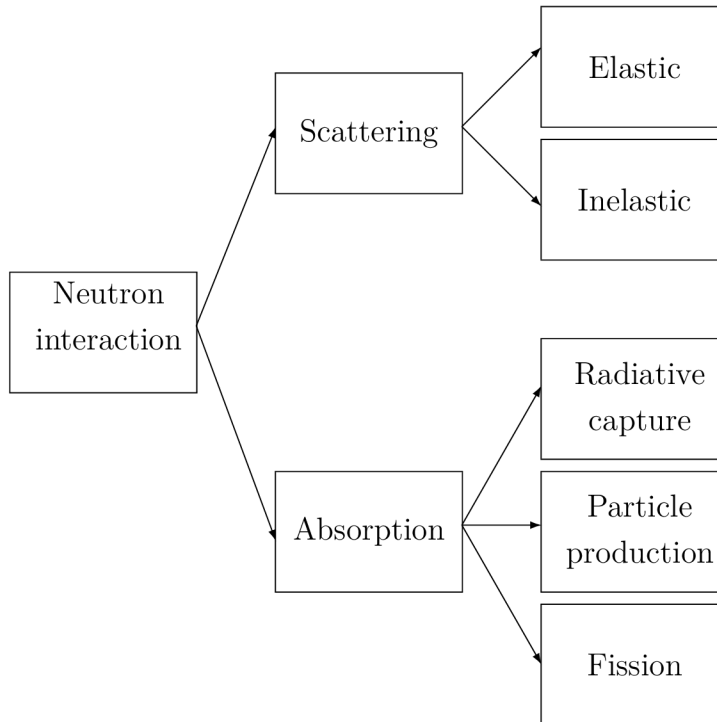 Neutron
interaction
Scattering
Elastic
Inelastic
Absorption
Radiative
capture
Particle
production
Fission